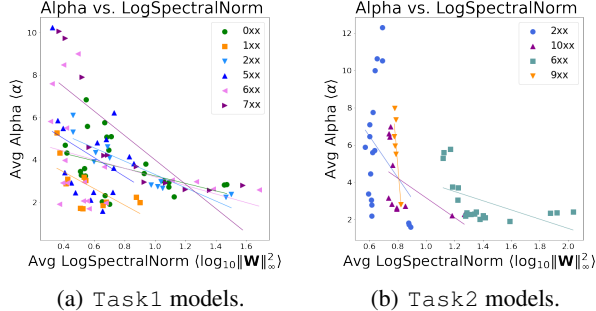 Alpha vs. LogSpectralNorm
10
8
6
4
2
0.4 0.6 0.8 1.0 1.2 1.4 1.6
Avg Alpha ⟨α⟩
Avg LogSpectralNorm ⟨log₁₀‖W‖²∞⟩
0xx
1xx
2xx
5xx
6xx
7xx
(a) Task1 models.
Alpha vs. LogSpectralNorm
12
10
8
6
4
2
0.6 0.8 1.0 1.2 1.4 1.6 1.8 2.0
Avg Alpha ⟨α⟩
Avg LogSpectralNorm ⟨log₁₀‖W‖²∞⟩
2xx
10xx
6xx
9xx
(b) Task2 models.